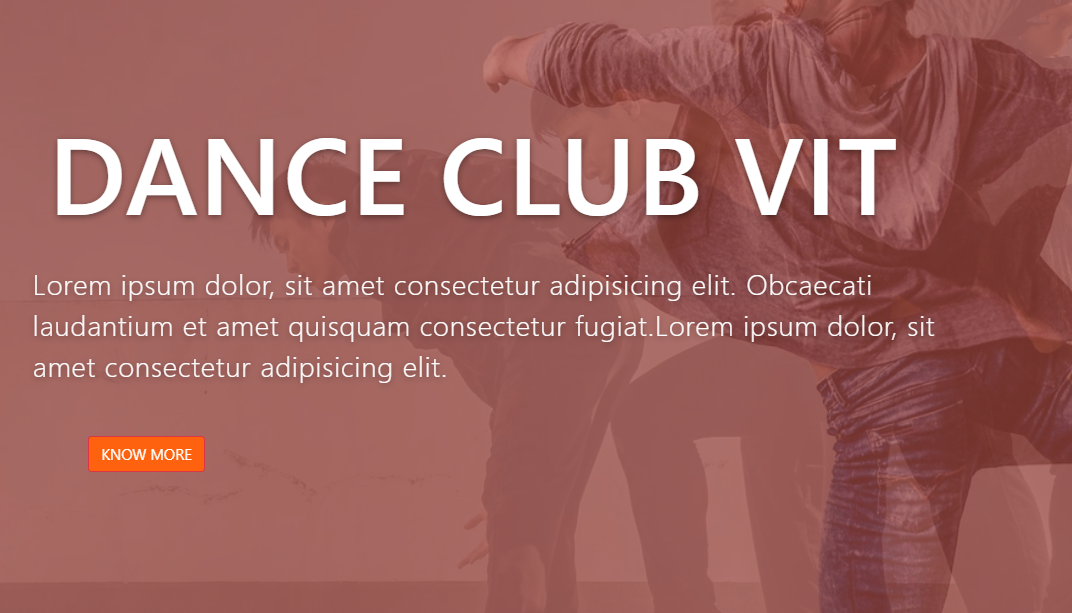 DANCE CLUB VIT
Lorem ipsum dolor, sit amet consectetur adipisicing elit. Obcaecati
laudantium et amet quisquam consectetur fugiat.Lorem ipsum dolor, sit
amet consectetur adipisicing elit.
KNOW MORE